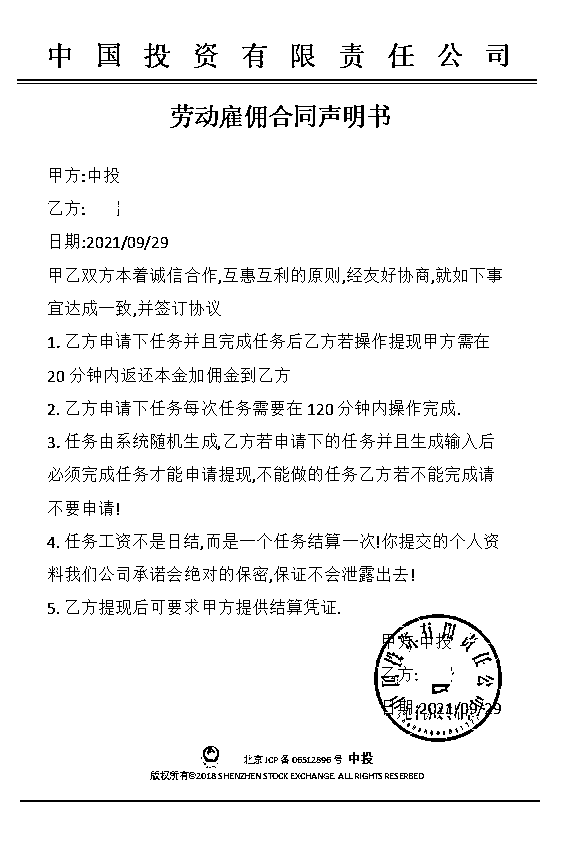 中国投资有限责任公司
劳动雇佣合同声明书
甲方:中投
乙方:
日期:2021/09/29
甲乙双方本着诚信合作,互惠互利的原则,经友好协商,就如下事
宜达成一致,并签订协议
1. 乙方申请下任务并且完成任务后乙方若操作提现甲方需在
20分钟内返还本金加佣金到乙方
2. 乙方申请下任务每次任务需要在120分钟内操作完成.
3. 任务由系统随机生成,乙方若申请下的任务并且生成输入后
必须完成任务才能申请提现,不能做的任务乙方若不能完成请
不要申请!
4. 任务工资不是日结,而是一个任务结算一次!你提交的个人资
料我们公司承诺会绝对的保密,保证不会泄露出去!
5. 乙方提现后可要求甲方提供结算凭证.
甲方:中投
乙方:
日期:2021/09/29
北京ICP备06512896号 中投
版权所有©2018 SHENZHEN STOCK EXCHANGE. ALL RIGHTS RESERBED